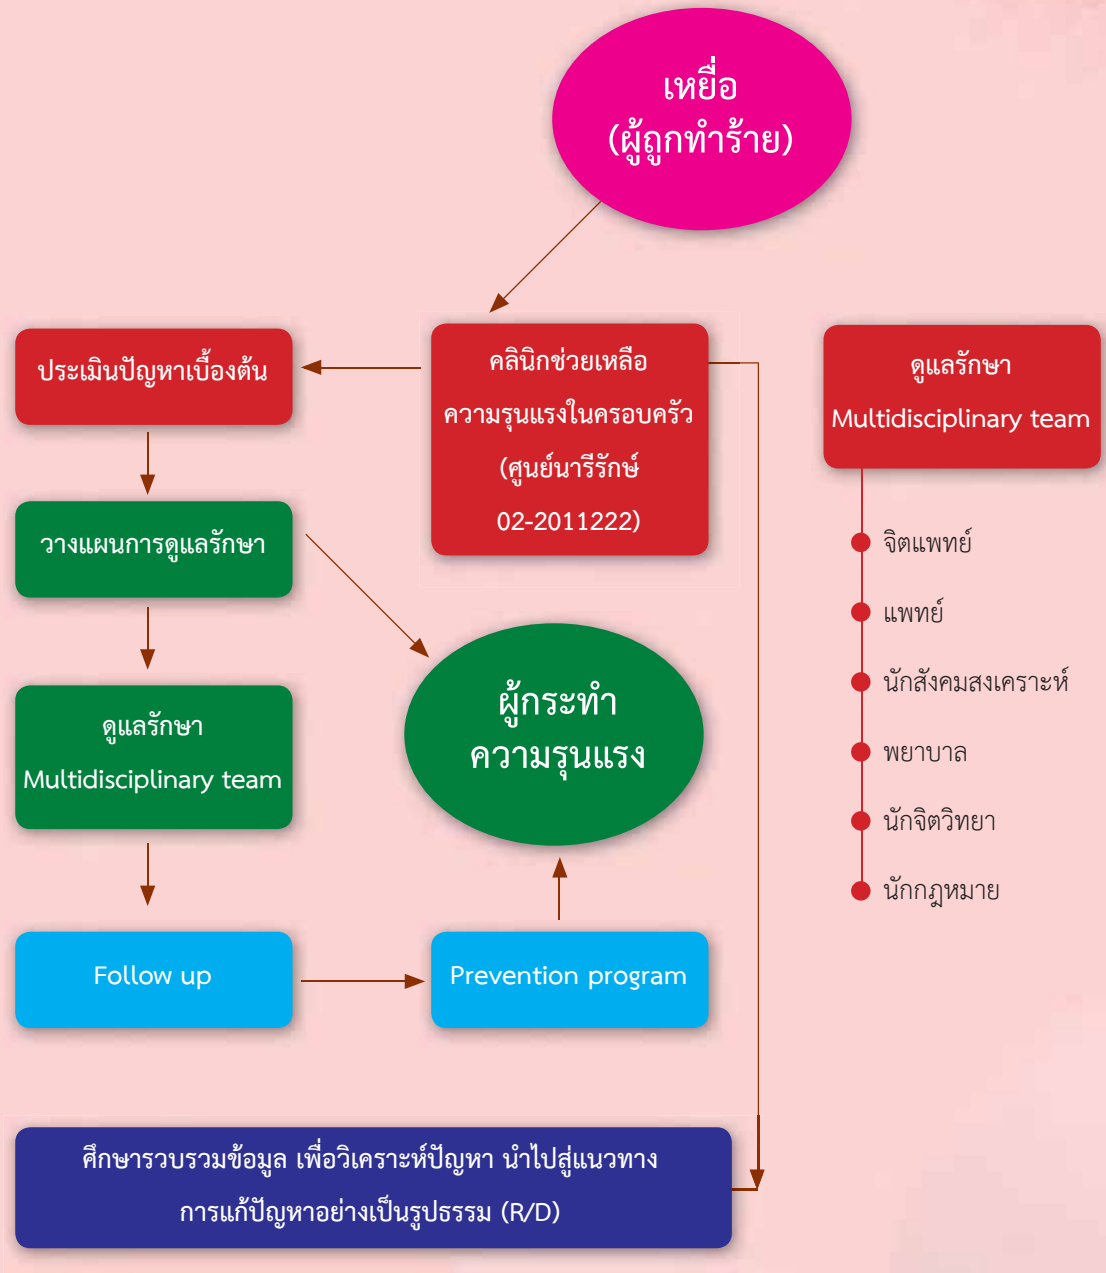 เหยื่อ
(ผู้ถูกทำร้าย)
ประเมินปัญหาเบื้องต้น
คลินิกช่วยเหลือ
ความรุนแรงในครอบครัว
(ศูนย์นารีรักษ์
02-2011222)
ดูแลรักษา
Multidisciplinary team
วางแผนการดูแลรักษา
จิตแพทย์
แพทย์
นักสังคมสงเคราะห์
พยาบาล
นักจิตวิทยา
นักกฎหมาย
ดูแลรักษา
Multidisciplinary team
ผู้กระทำ
ความรุนแรง
Follow up
Prevention program
ศึกษารวบรวมข้อมูล เพื่อวิเคราะห์ปัญหา นำไปสู่แนวทาง
การแก้ปัญหาอย่างเป็นรูปธรรม (R/D)